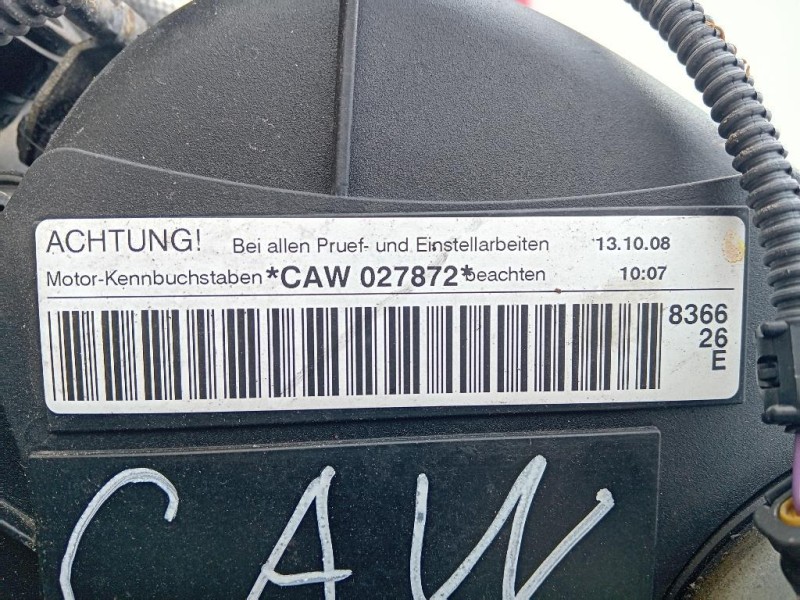 ACHTUNG! Bei allen Pruef- und Einstellarbeiten 13.10.08
Motor-Kennbuchstaben *CAW 027872* beachten 10:07
8366
26
E
CAW